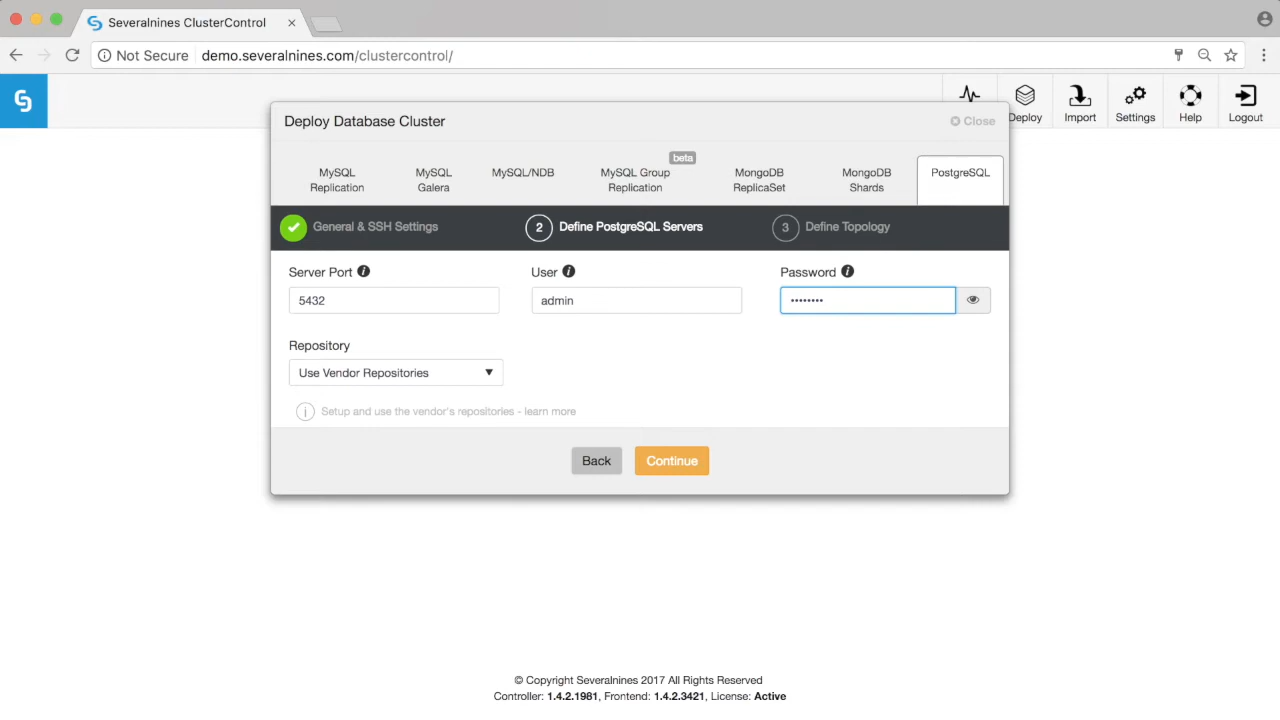 Severalnines ClusterControl
Not Secure demo.severalnines.com/clustercontrol/
Deploy Import Settings Help Logout
Deploy Database Cluster
Close
beta
MySQL Replication
MySQL Galera
MySQL/NDB
MySQL Group Replication
MongoDB ReplicaSet
MongoDB Shards
PostgreSQL
General & SSH Settings
2 Define PostgreSQL Servers
3 Define Topology
Server Port
User
Password
5432
admin
••••••••
Repository
Use Vendor Repositories
Setup and use the vendor's repositories - learn more
Back
Continue
© Copyright Severalnines 2017 All Rights Reserved
Controller: 1.4.2.1981, Frontend: 1.4.2.3421, License: Active